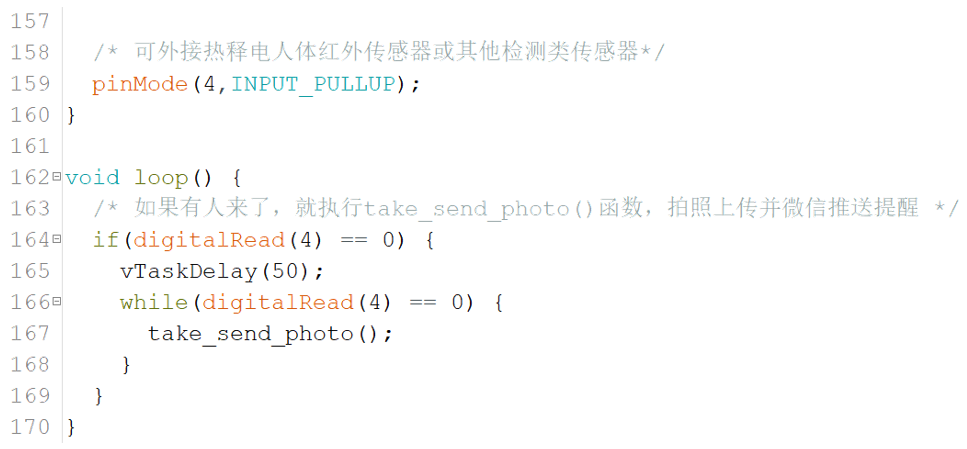 157
158   /* 可外接热释电人体红外传感器或其他检测类传感器*/
159   pinMode(4,INPUT_PULLUP);
160 }
161
162 void loop() {
163   /* 如果有人来了，就执行take_send_photo()函数，拍照上传并微信推送提醒 */
164   if(digitalRead(4) == 0) {
165     vTaskDelay(50);
166     while(digitalRead(4) == 0) {
167       take_send_photo();
168     }
169   }
170 }